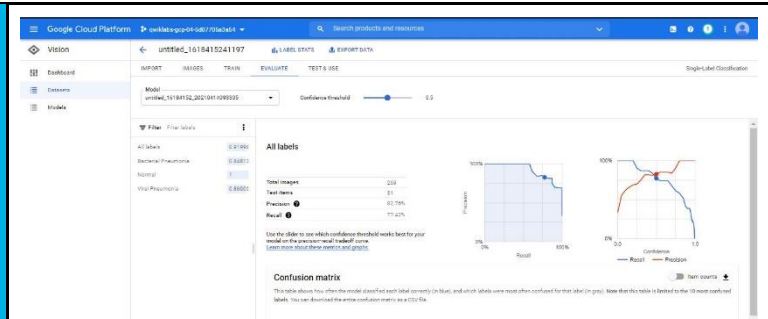 Google Cloud Platform
Search products and resources
Vision
untitled_1618415241197
LABEL STATS
EXPORT DATA
Dashboard
Datasets
Models
IMPORT
IMAGES
TRAIN
EVALUATE
TEST & USE
Single-Label Classification
Model
Confidence threshold
0.5
Filter
Filter labels
All labels
Bacterial Pneumonia
Normal
1
Viral Pneumonia
All labels
Total images
Test items
Precision
Recall
77.42%
Use the slider to see which confidence threshold works best for your
model on the precision-recall tradeoff curve.
Learn more about these metrics and graphs.
100%
Precision
0%
0%
100%
Recall
100%
0%
0.0
1.0
Confidence
Recall
Precision
Confusion matrix
Item counts
This table shows how often the model classified each label correctly (in blue), and which labels were most often confused for that label (in gray). Note that this table is limited to the 10 most confused
labels. You can download the entire confusion matrix as a CSV file.